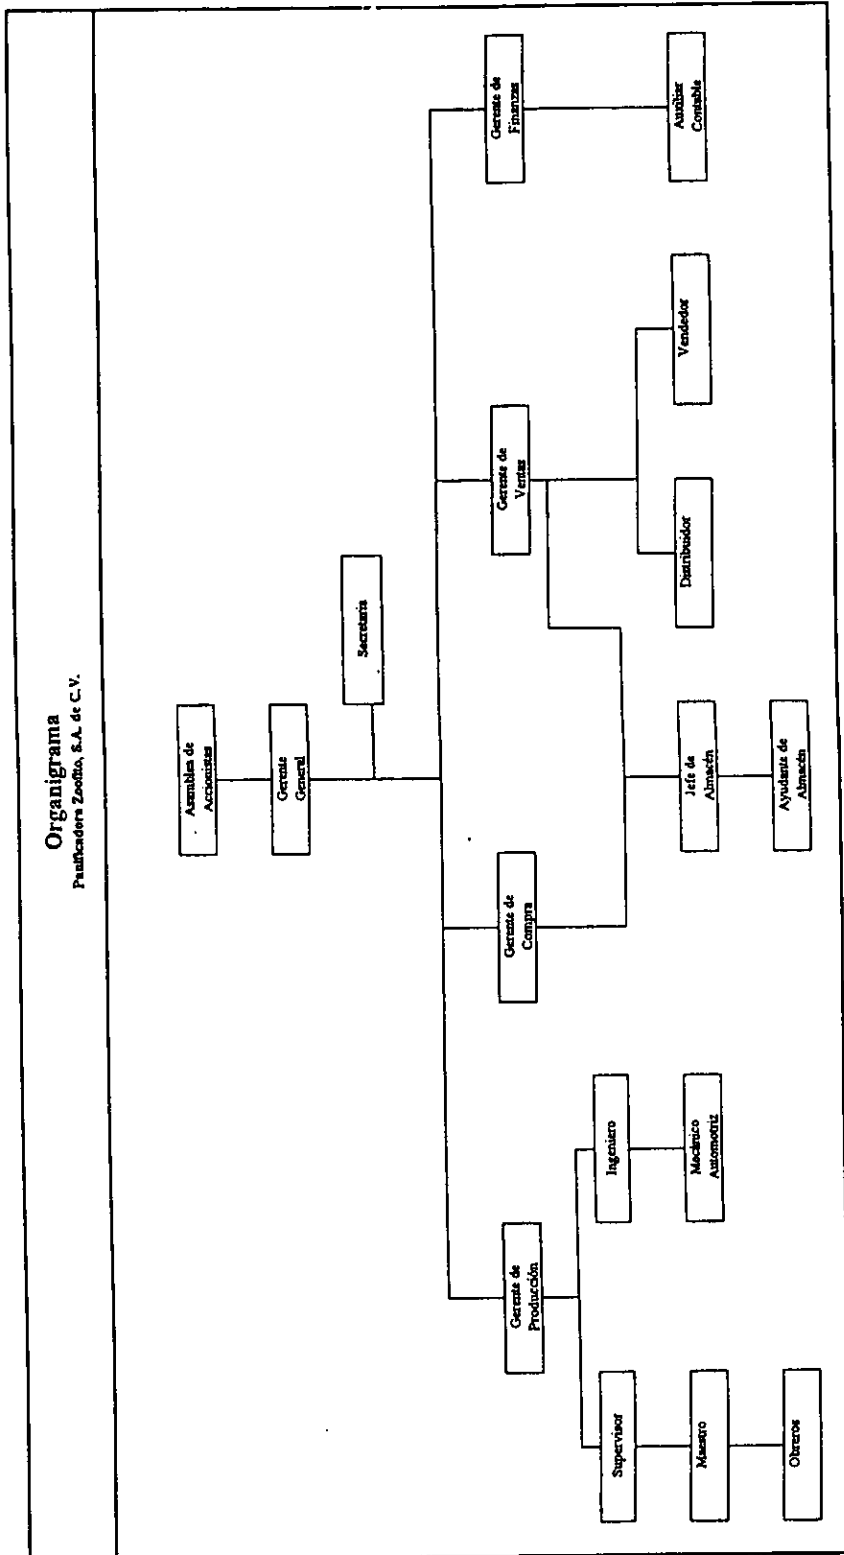 Organigrama
Panificadora Zoofito, S.A. de C.V.
Asamblea de
Accionistas
Gerente
General
Secretaria
Gerente de
Producción
Gerente de
Compra
Gerente de
Ventas
Gerente de
Finanzas
Supervisor
Ingeniero
Maestro
Mecánico
Automotriz
Jefe de
Almacén
Distribuidor
Vendedor
Auxiliar
Contable
Obreros
Ayudante de
Almacén